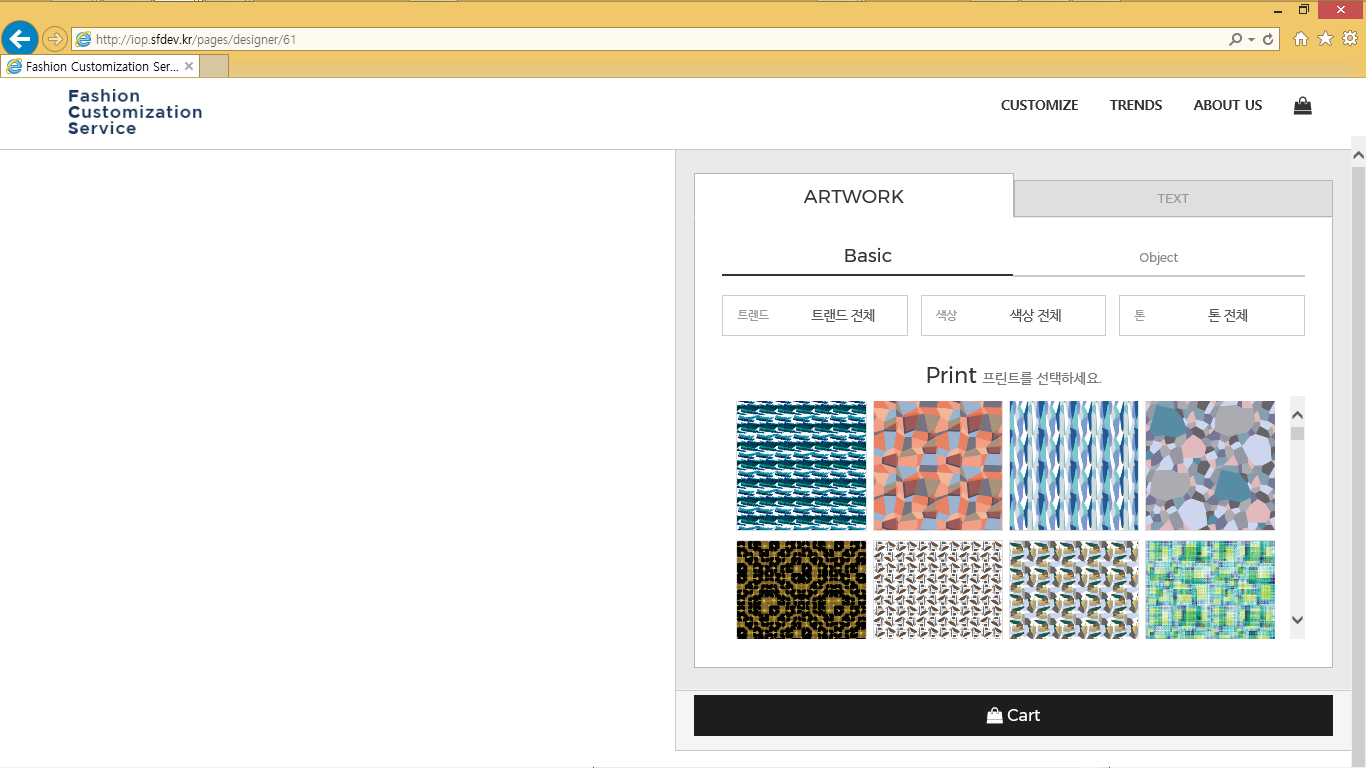 http://iop.sfdev.kr/pages/designer/61
Fashion Customization Ser...
Fashion
Customization
Service
CUSTOMIZE TRENDS ABOUT US
ARTWORK TEXT
Basic Object
트렌드 트랜드 전체 색상 색상 전체 톤 톤 전체
Print 프린트를 선택하세요.
Cart